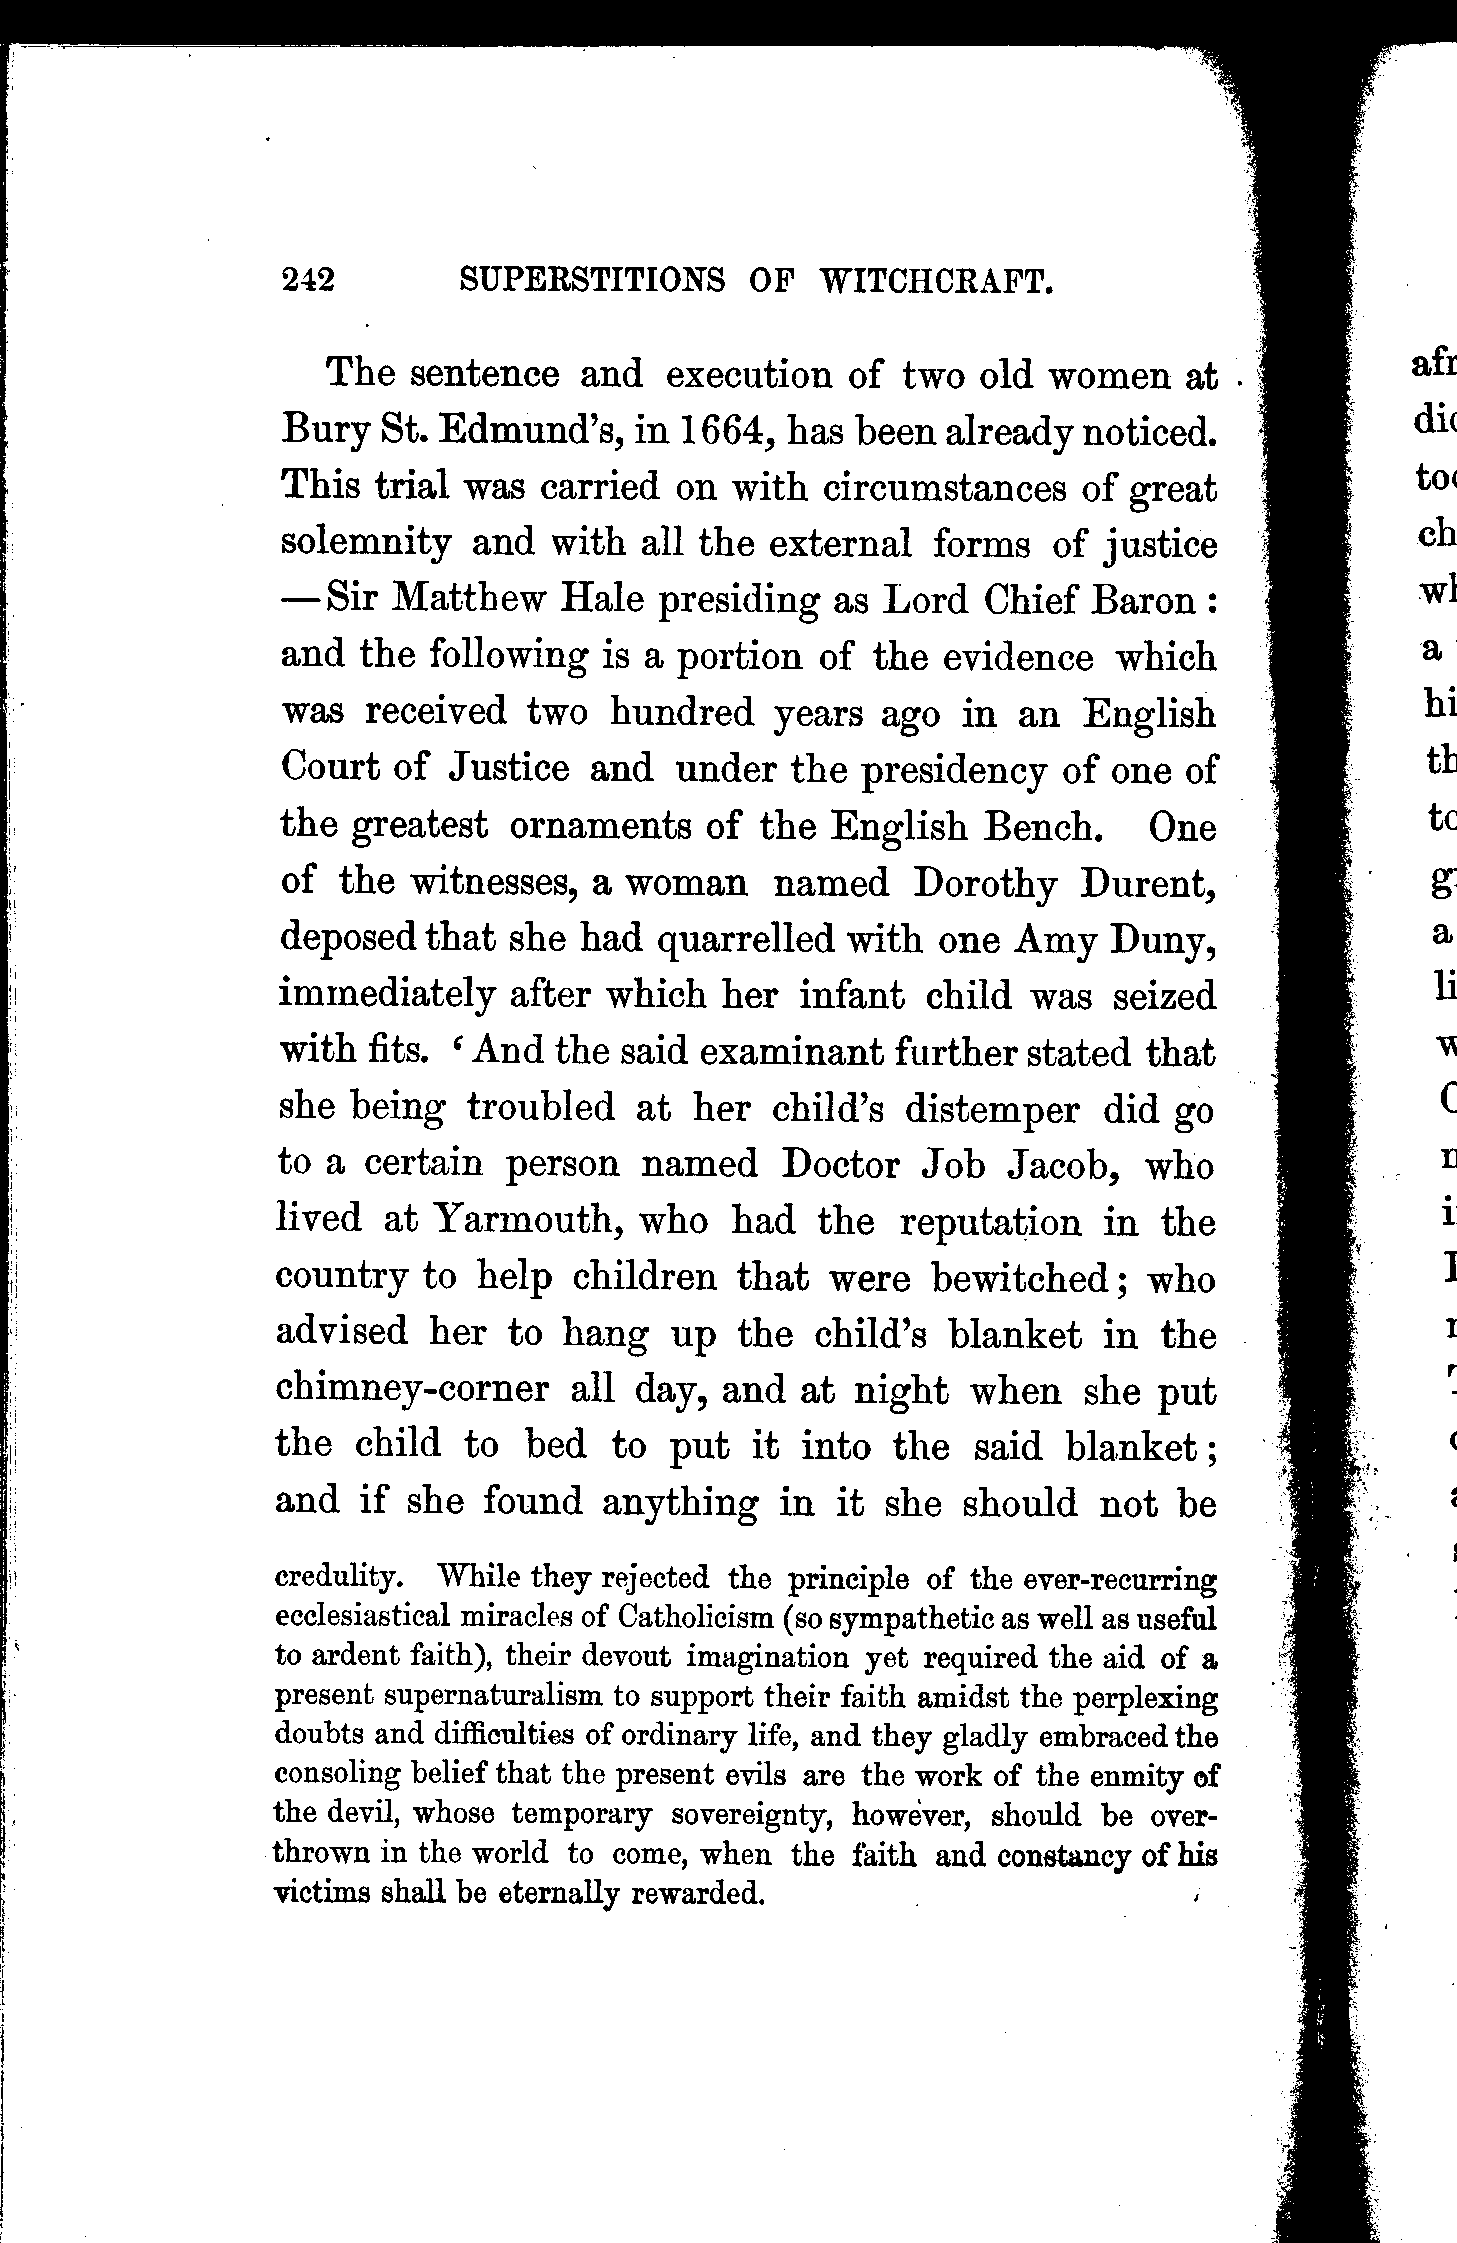 242 SUPERSTITIONS OF WITCHCRAFT.
The sentence and execution of two old women at
Bury St. Edmund's, in 1664, has been already noticed.
This trial was carried on with circumstances of great
solemnity and with all the external forms of justice
—Sir Matthew Hale presiding as Lord Chief Baron :
and the following is a portion of the evidence which
was received two hundred years ago in an English
Court of Justice and under the presidency of one of
the greatest ornaments of the English Bench. One
of the witnesses, a woman named Dorothy Durent,
deposed that she had quarrelled with one Amy Duny,
immediately after which her infant child was seized
with fits. ‘ And the said examinant further stated that
she being troubled at her child's distemper did go
to a certain person named Doctor Job Jacob, who
lived at Yarmouth, who had the reputation in the
country to help children that were bewitched; who
advised her to hang up the child's blanket in the
chimney-corner all day, and at night when she put
the child to bed to put it into the said blanket;
and if she found anything in it she should not be
credulity. While they rejected the principle of the ever-recurring
ecclesiastical miracles of Catholicism (so sympathetic as well as useful
to ardent faith), their devout imagination yet required the aid of a
present supernaturalism to support their faith amidst the perplexing
doubts and difficulties of ordinary life, and they gladly embraced the
consoling belief that the present evils are the work of the enmity of
the devil, whose temporary sovereignty, however, should be over-
thrown in the world to come, when the faith and constancy of his
victims shall be eternally rewarded.